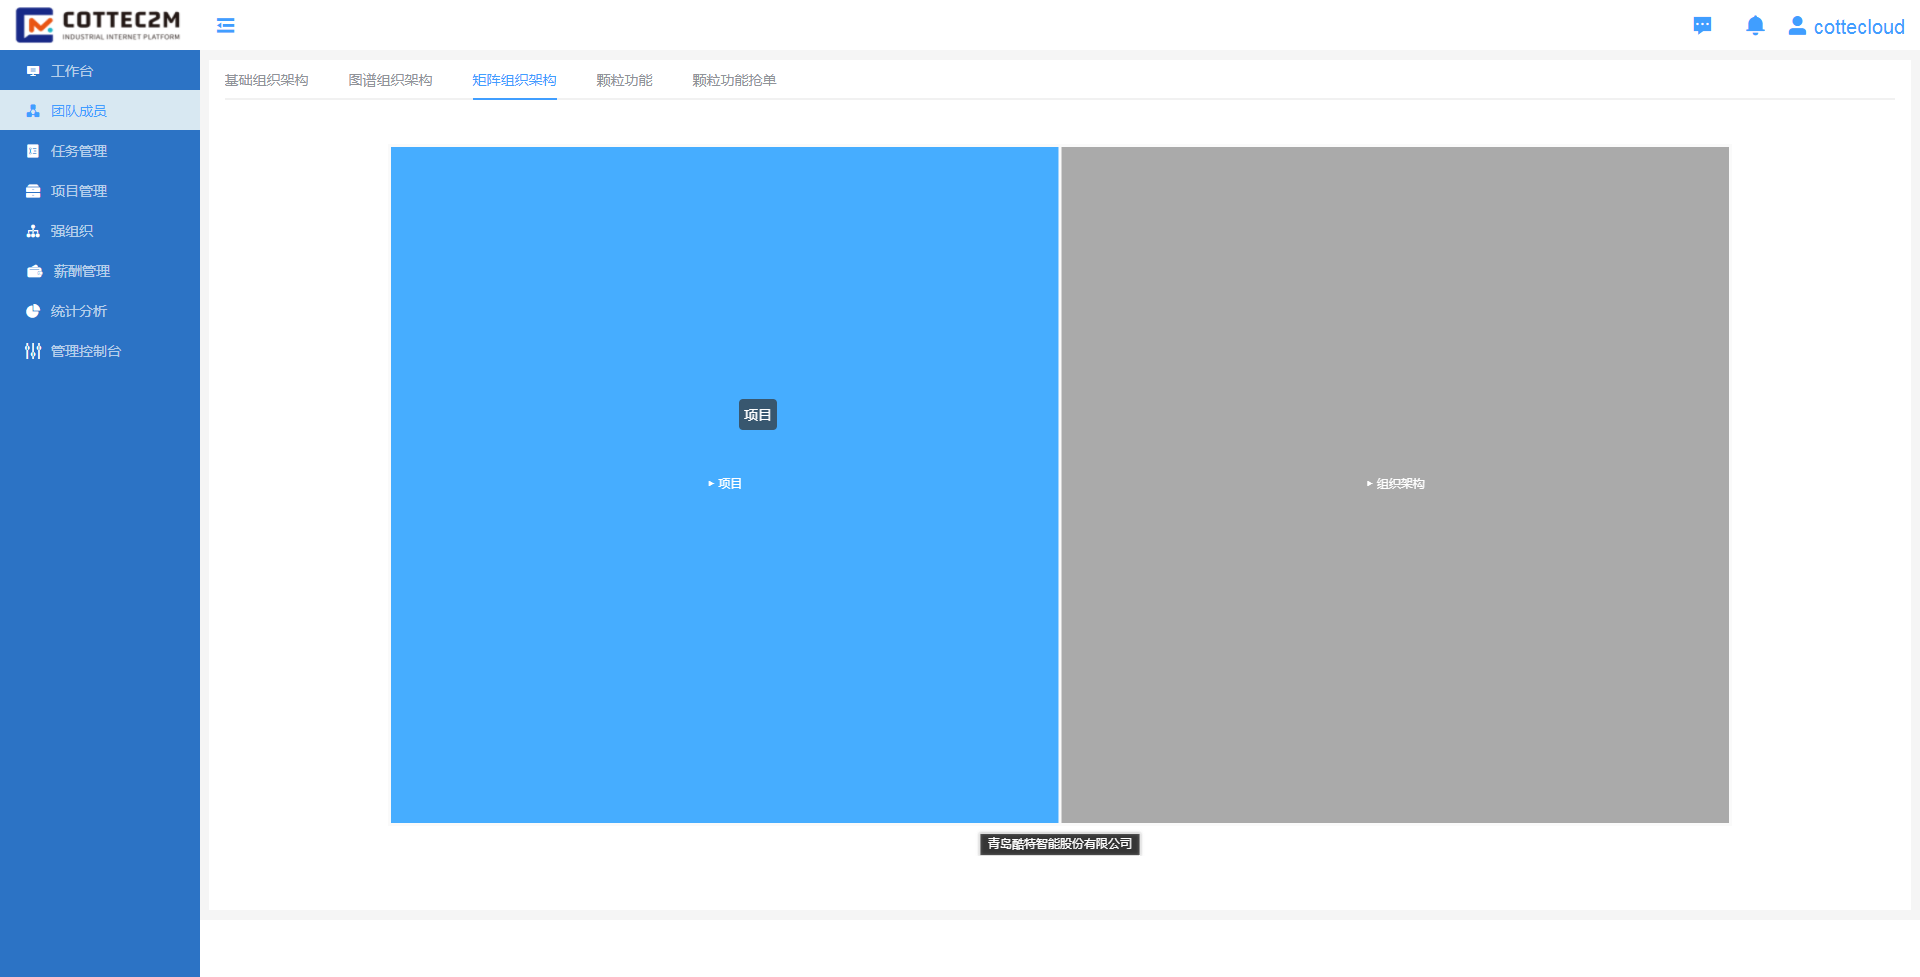 COTTEC2M
INDUSTRIAL INTERNET PLATFORM
cottecloud
工作台
团队成员
任务管理
项目管理
强组织
薪酬管理
统计分析
管理控制台
基础组织架构
图谱组织架构
矩阵组织架构
颗粒功能
颗粒功能抢单
项目
项目
组织架构
青岛酷特智能股份有限公司